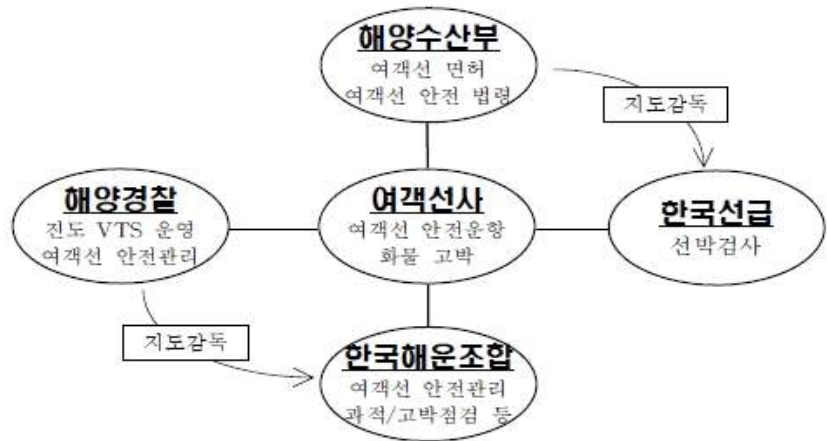 해양수산부
여객선 면허
여객선 안전 법령
지도감독
해양경찰
진도 VTS 운영
여객선 안전관리
여객선사
여객선 안전운항
화물 고박
한국선급
선박검사
지도감독
한국해운조합
여객선 안전관리
과적/고박점검 등